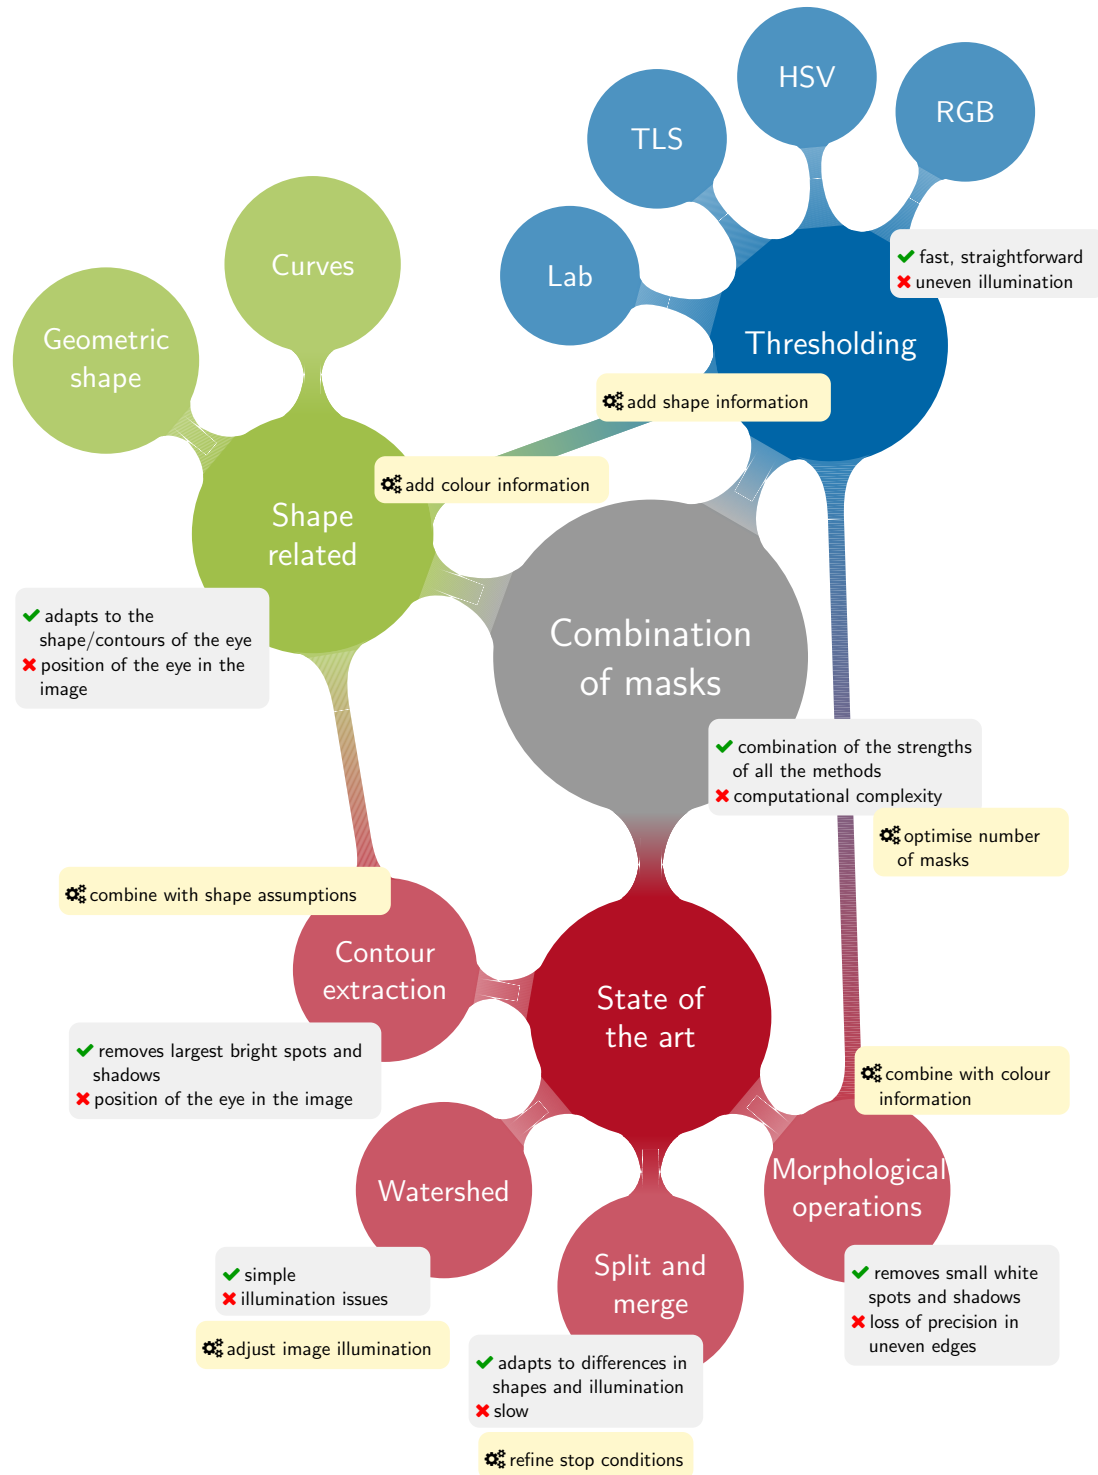 HSV
RGB
TLS
Lab
Curves
Geometric
shape
✔ fast, straightforward
✖ uneven illumination
Thresholding
add shape information
add colour information
Shape
related
✔ adapts to the
shape/contours of the eye
✖ position of the eye in the
image
Combination
of masks
✔ combination of the strengths
of all the methods
✖ computational complexity
optimise number
of masks
combine with shape assumptions
Contour
extraction
✔ removes largest bright spots and
shadows
✖ position of the eye in the image
State of
the art
combine with colour
information
Watershed
✔ simple
✖ illumination issues
adjust image illumination
Split and
merge
✔ adapts to differences in
shapes and illumination
✖ slow
refine stop conditions
Morphological
operations
✔ removes small white
spots and shadows
✖ loss of precision in
uneven edges